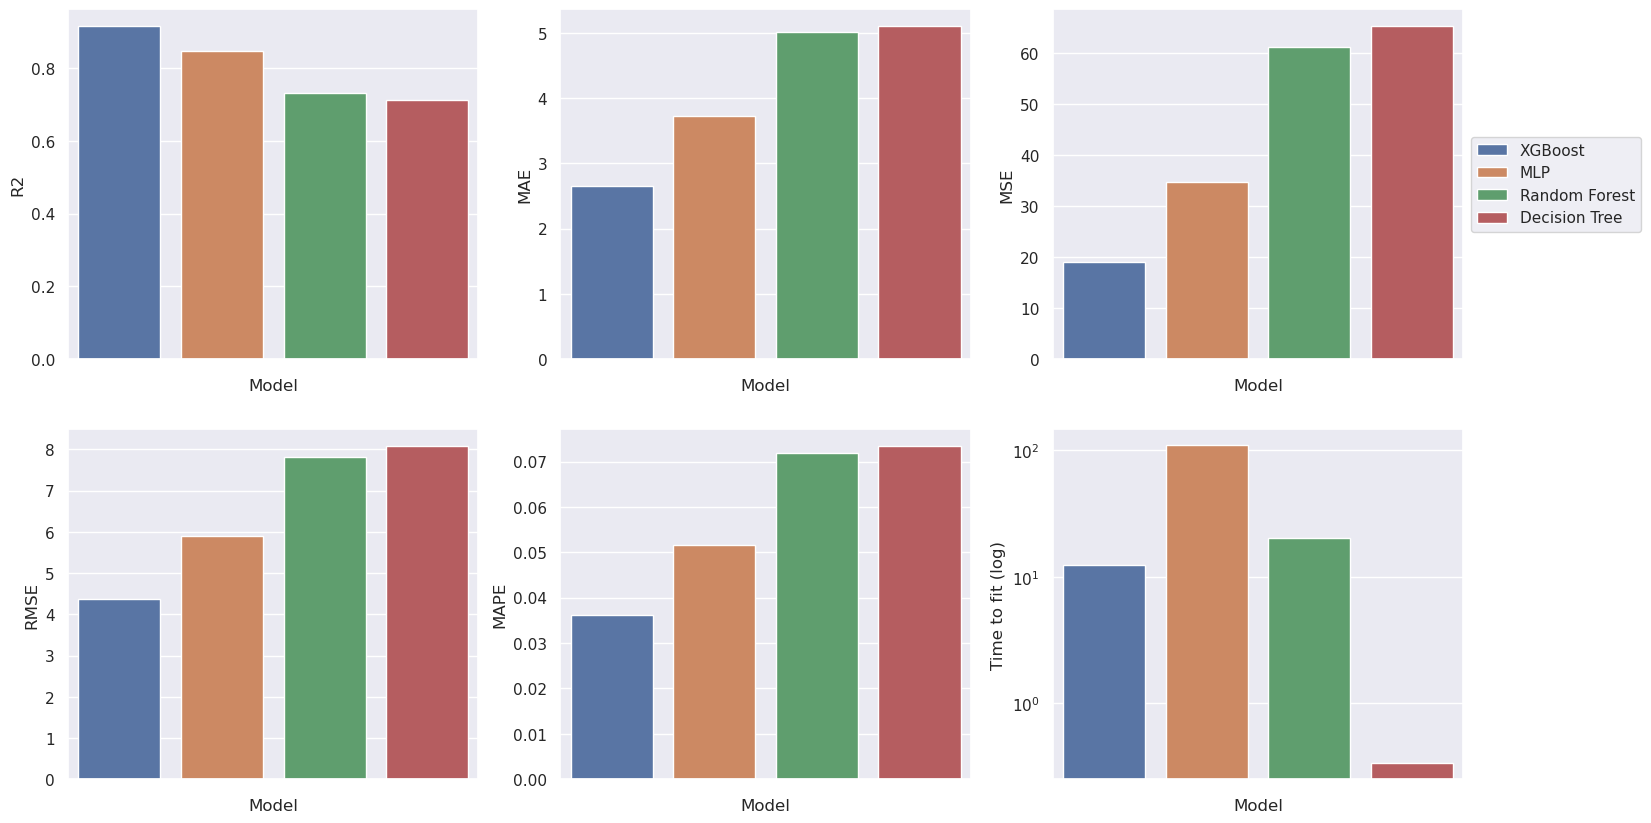 R2
0.8
0.6
0.4
0.2
0.0
Model
MAE
5
4
3
2
1
0
Model
MSE
60
50
40
30
20
10
0
Model
XGBoost
MLP
Random Forest
Decision Tree
RMSE
8
7
6
5
4
3
2
1
0
Model
MAPE
0.07
0.06
0.05
0.04
0.03
0.02
0.01
0.00
Model
Time to fit (log)
10²
10¹
10⁰
Model